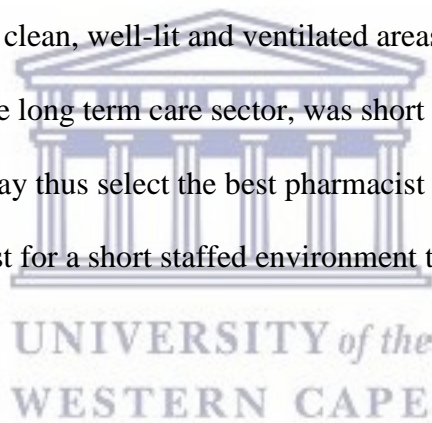 clean, well-lit and ventilated areas
e long term care sector, was short
ay thus select the best pharmacist
st for a short staffed environment t
UNIVERSITY of the
WESTERN CAPE